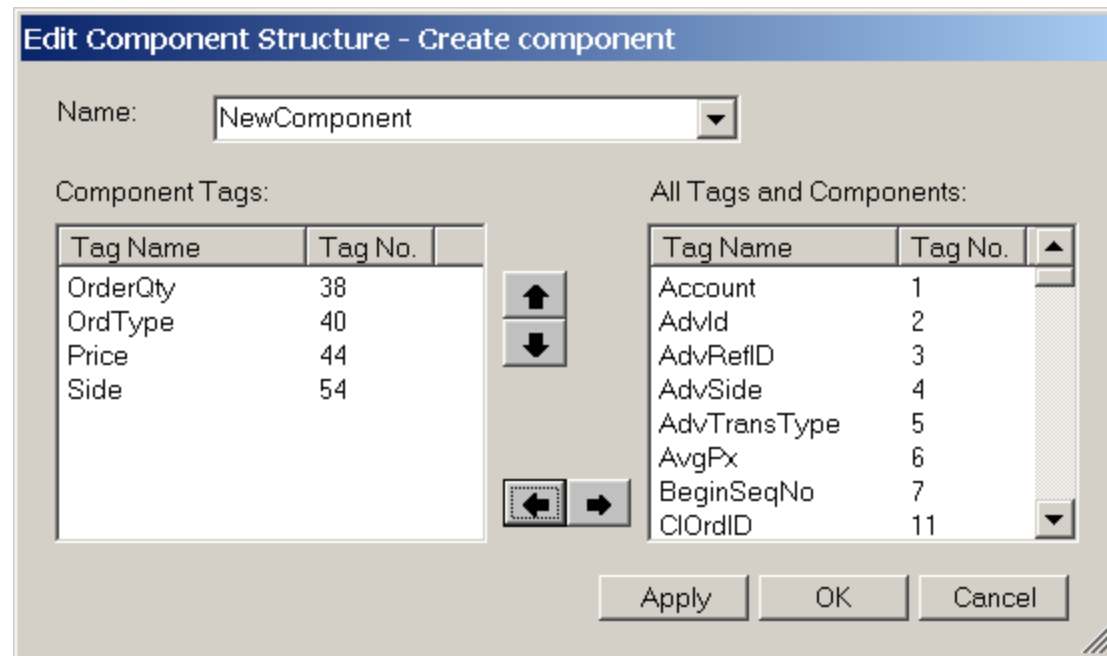 Edit Component Structure - Create component
Name: NewComponent
Component Tags: All Tags and Components:
Tag Name Tag No. Tag Name Tag No.
OrderQty 38 Account 1
OrdType 40 AdvId 2
Price 44 AdvRefID 3
Side 54 AdvSide 4
AdvTransType 5
AvgPx 6
BeginSeqNo 7
ClOrdID 11
Apply OK Cancel